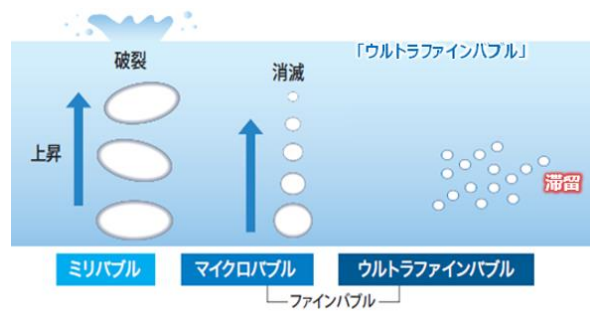 「ウルトラファインバブル」
破裂
消滅
上昇
滞留
ミリバブル
マイクロバブル
ウルトラファインバブル
ファインバブル